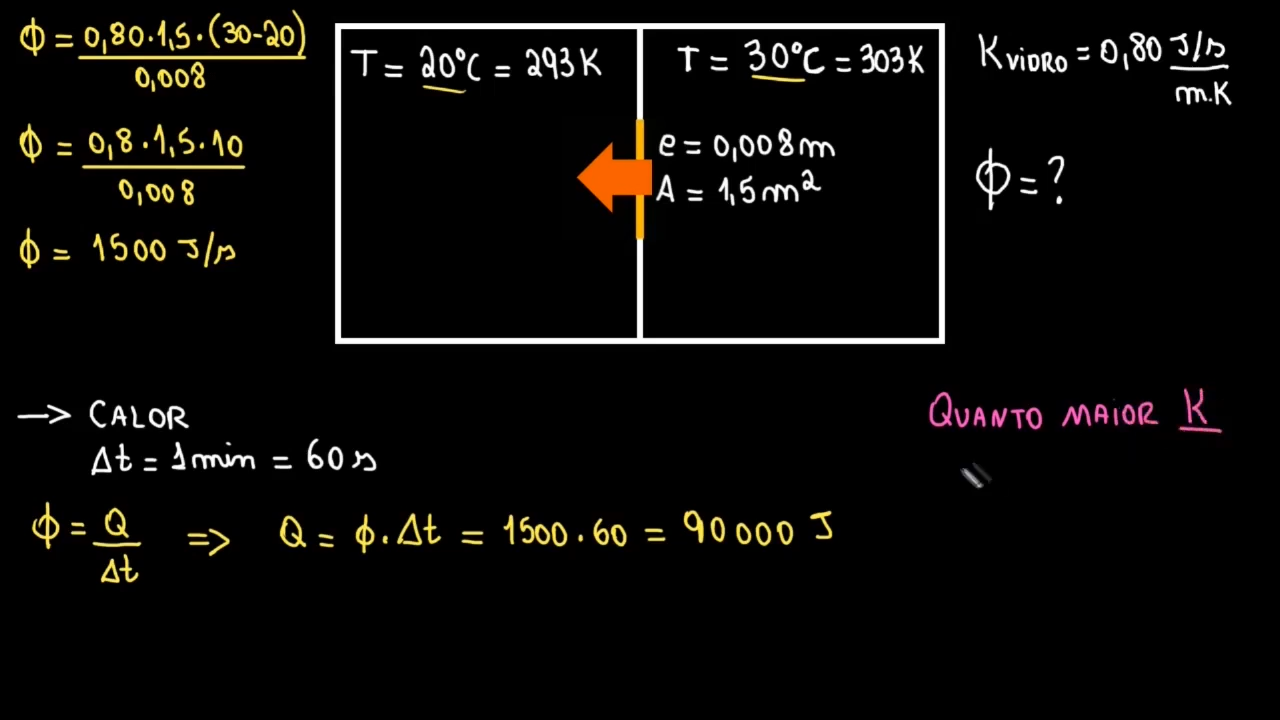 Φ = 0,80·1,5·(30-20) / 0,008
Φ = 0,8·1,5·10 / 0,008
Φ = 1500 J/s
T = 20°C = 293K
T = 30°C = 303K
e = 0,008m
A = 1,5m²
KVIDRO = 0,80 J/s / m.K
Φ = ?
→ CALOR
Δt = 1min = 60s
Φ = Q / Δt => Q = Φ·Δt = 1500·60 = 90000 J
QUANTO MAIOR K